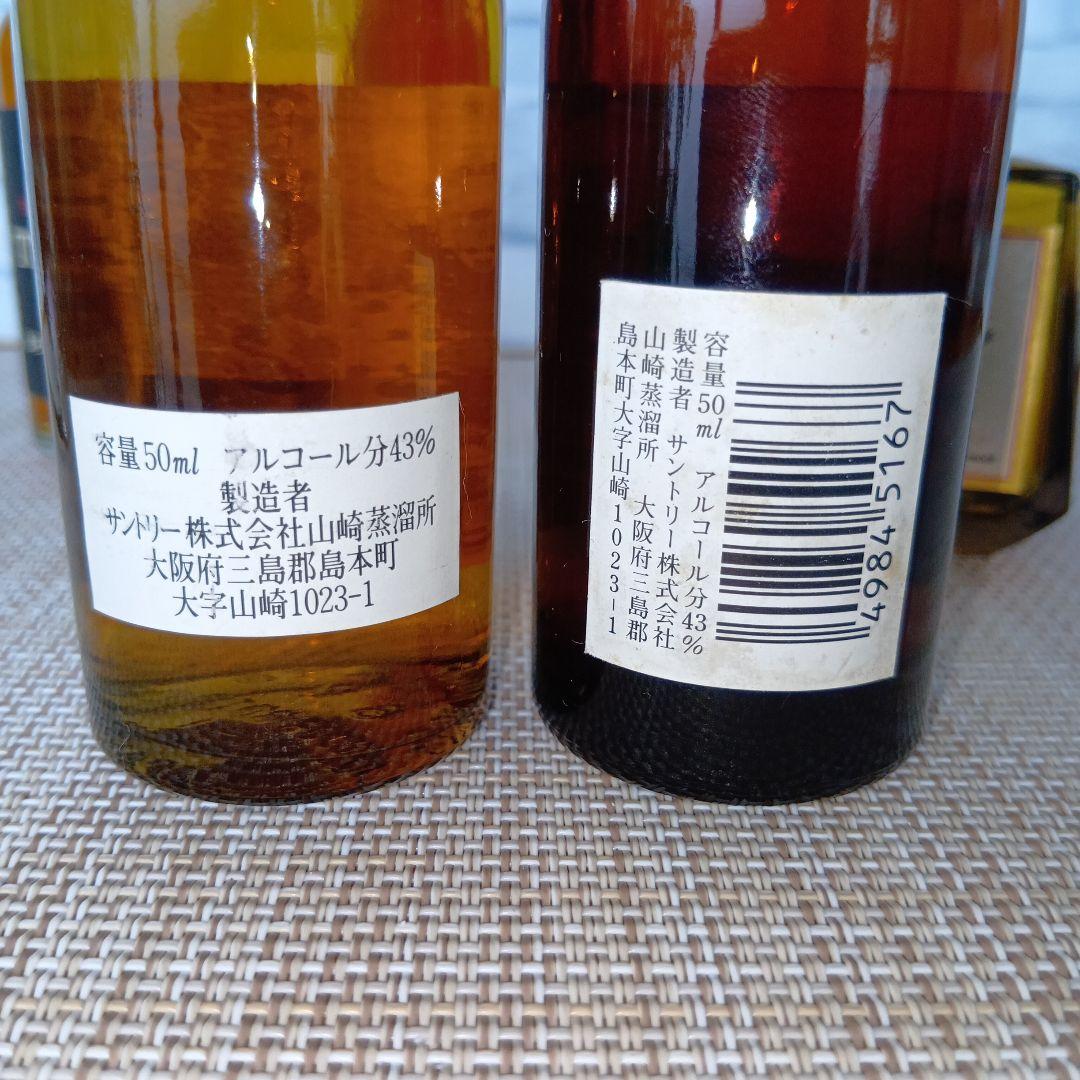 容量50ml アルコール分43%
製造者
サントリー株式会社山崎蒸溜所
大阪府三島郡島本町
大字山崎1023-1
容量50ml アルコール分43%
製造者 サントリー株式会社
山崎蒸溜所 大阪府三島郡
島本町大字山崎1023-1
49845167